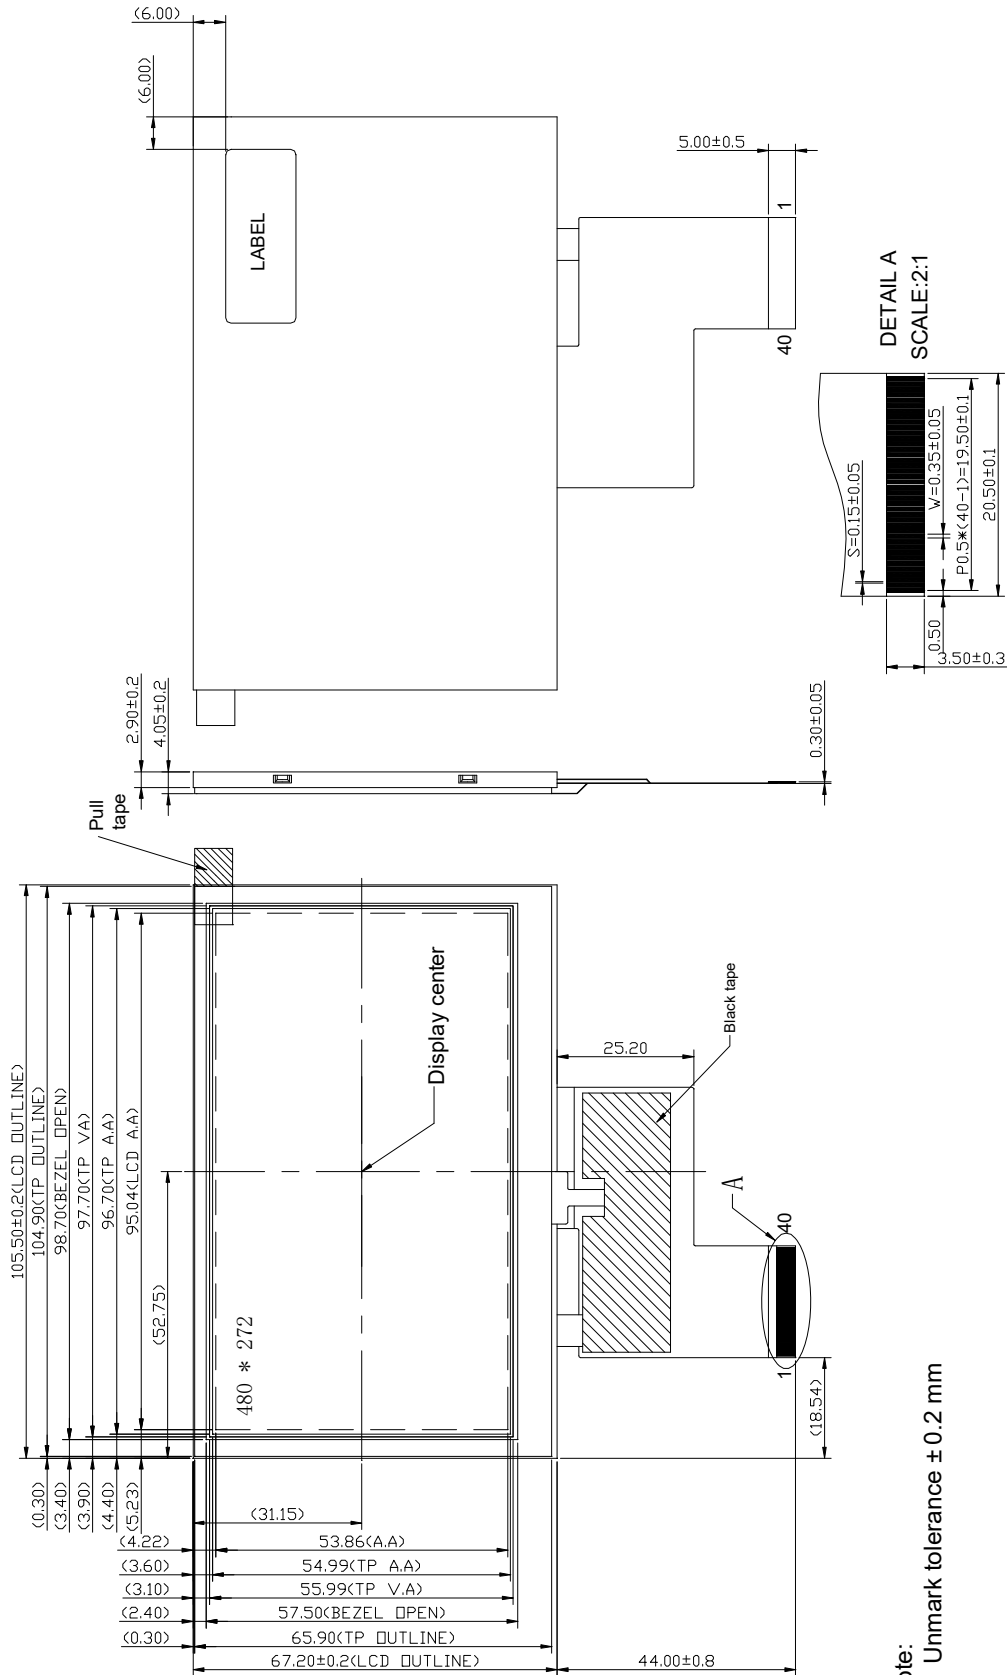 (6.00)
(6.00)
LABEL
5.00±0.5
1
40
DETAIL A
SCALE:2:1
S=0.15±0.05
W=0.35±0.05
P0.5*(40-1)=19.50±0.1
20.50±0.1
0.50
3.50±0.3
2.90±0.2
4.05±0.2
0.30±0.05
Pull
tape
105.50±0.2(LCD OUTLINE)
104.90(TP OUTLINE)
98.70(BEZEL OPEN)
97.70(TP VA)
96.70(TP A.A)
95.04(LCD A.A)
(52.75)
Display center
480 * 272
25.20
Black tape
A
40
1
(18.54)
(0.30)
(3.40)
(3.90)
(4.40)
(5.23)
(31.15)
(4.22)
53.86(A.A)
(3.60)
54.99(TP A.A)
(3.10)
55.99(TP V.A)
(2.40)
57.50(BEZEL OPEN)
(0.30)
65.90(TP OUTLINE)
67.20±0.2(LCD OUTLINE)
44.00±0.8
ote:
Unmark tolerance ±0.2 mm